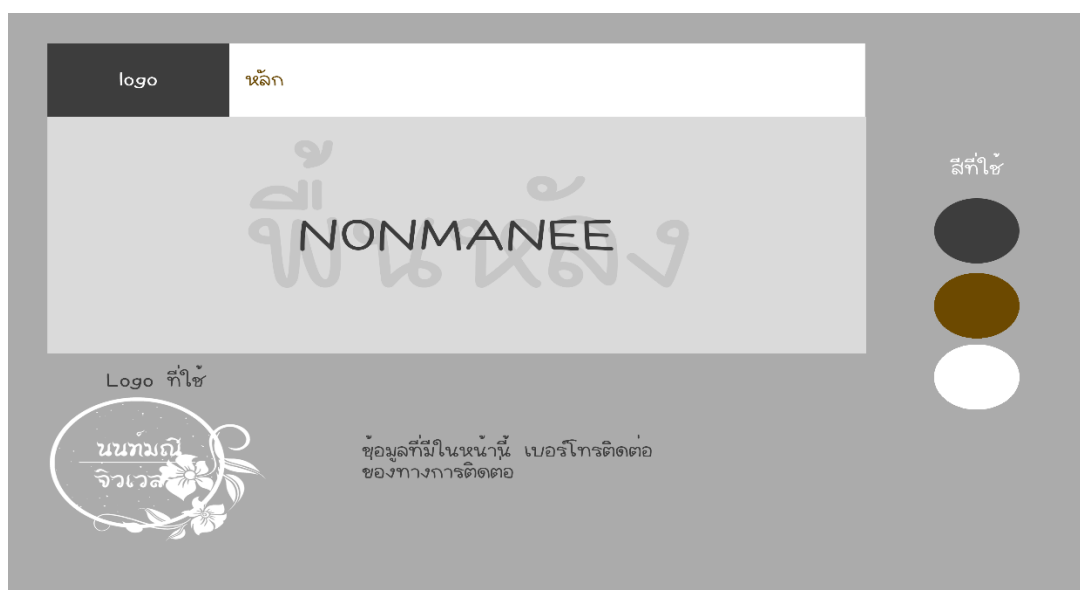 logo
หลัก
พื้นหลัง
NONMANEE
สีที่ใช้
Logo ที่ใช้
นนท์มณี
จิวเวล
ข้อมูลที่มีในหน้านี้ เบอร์โทรติดต่อ
ของทางการติดตอ